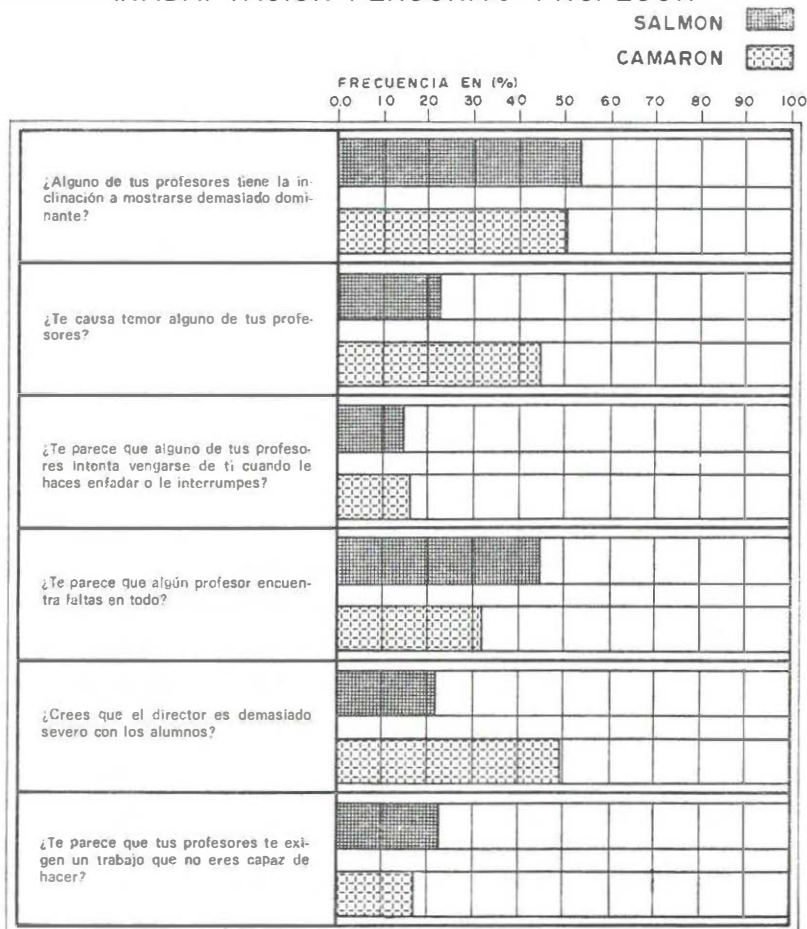 SALMON
CAMARON
FRECUENCIA EN (%)
0.0 10 20 30 40 50 60 70 80 90 100
¿Alguno de tus profesores tiene la in-
clinación a mostrarse demasiado domi-
nante?
¿Te causa temor alguno de tus profe-
sores?
¿Te parece que alguno de tus profeso-
res intenta vengarse de ti cuando le
haces enfadar o le interrumpes?
¿Te parece que algún profesor encuen-
tra faltas en todo?
¿Crees que el director es demasiado
severo con los alumnos?
¿Te parece que tus profesores te exi-
gen un trabajo que no eres capaz de
hacer?